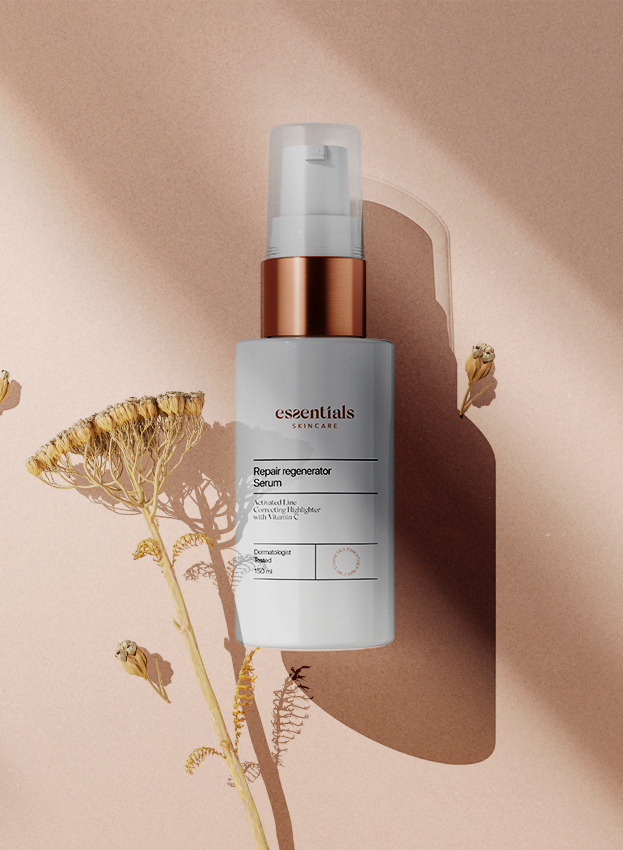 essentials
SKINCARE
Repair regenerator
Serum
Activated Line
Correcting Highlighter
with Vitamin C
Dermatologist
Tested
150 ml